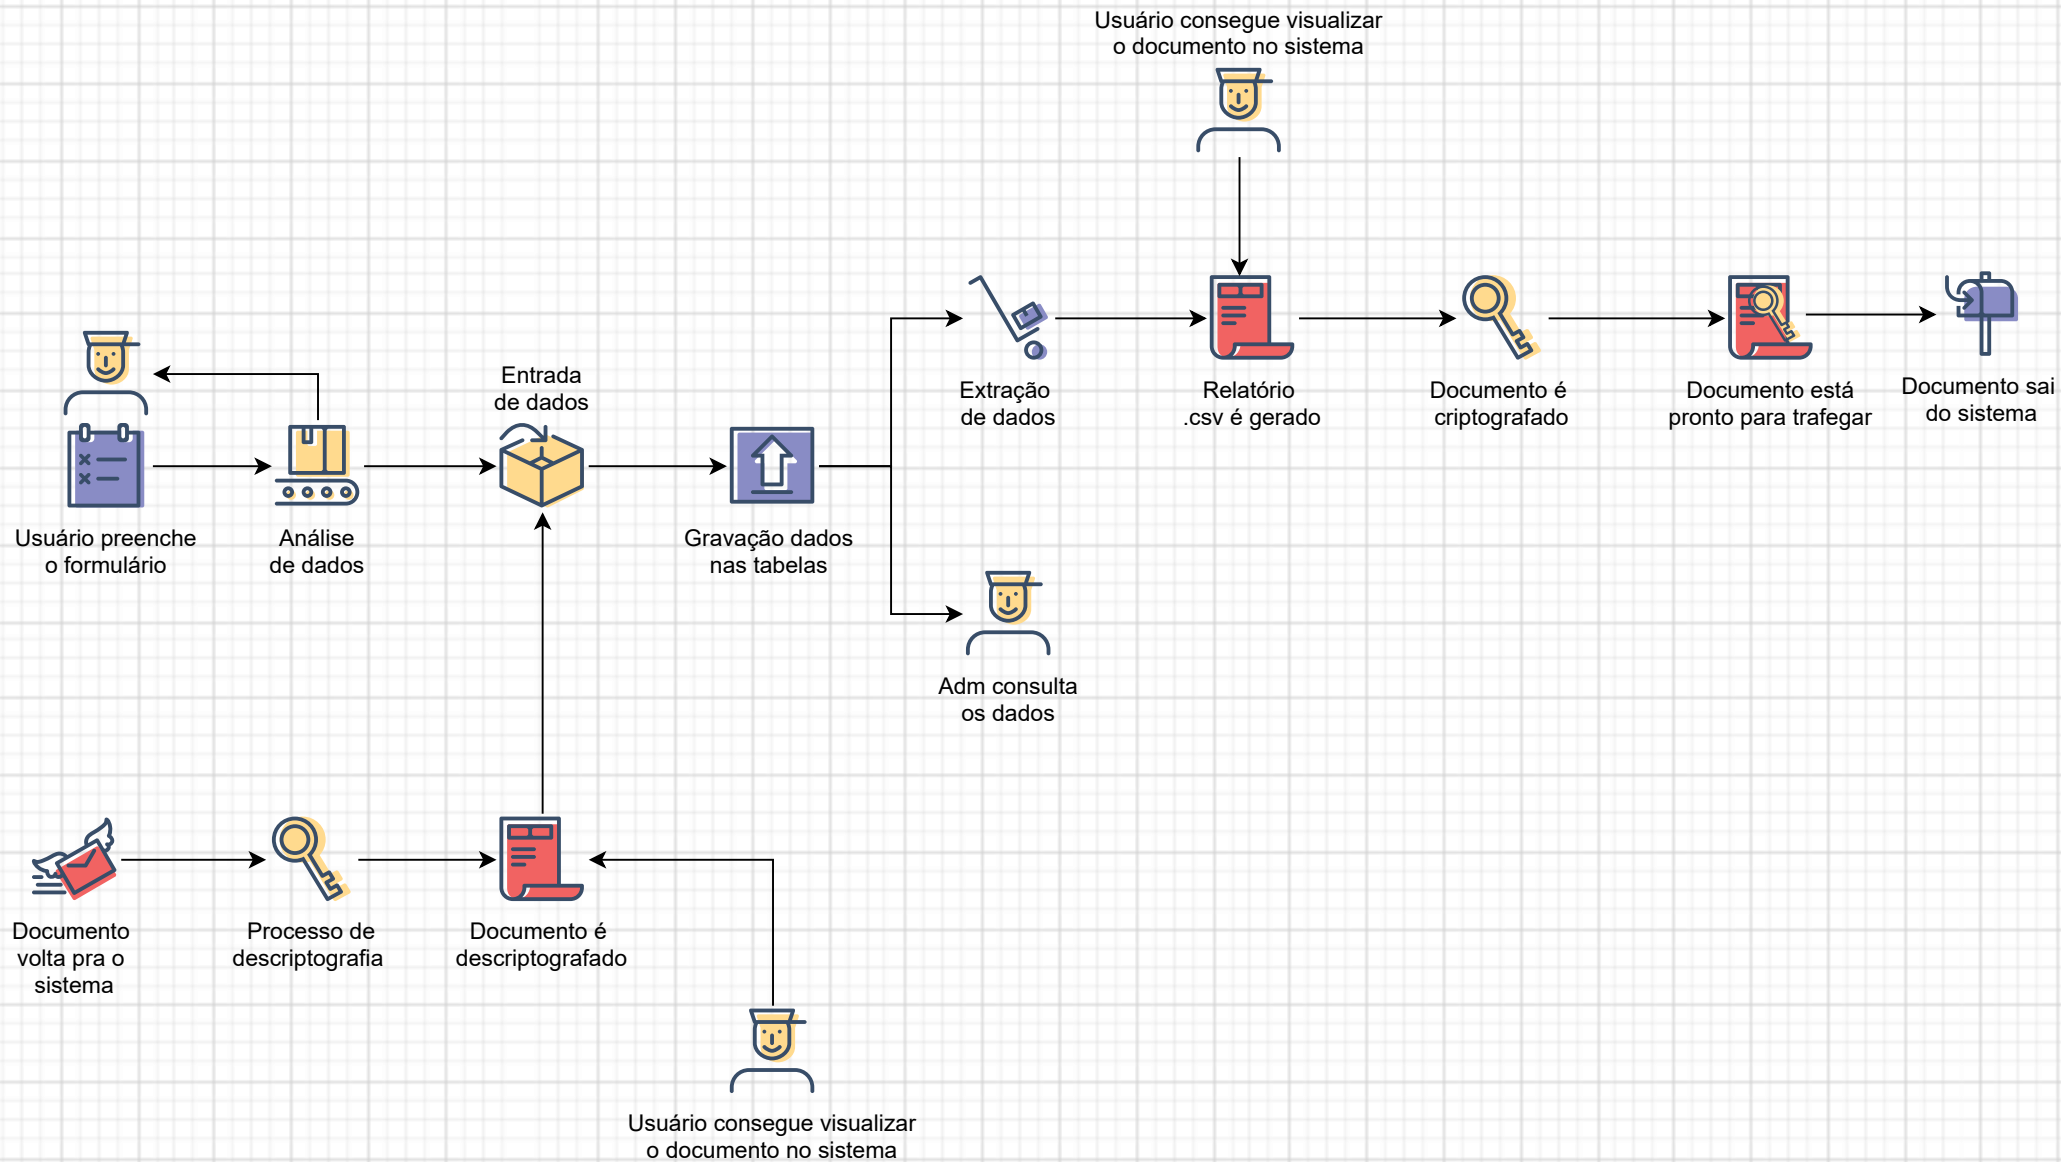 Usuário consegue visualizar
o documento no sistema
Entrada
de dados
Usuário preenche
o formulário
Análise
de dados
Gravação dados
nas tabelas
Extração
de dados
Relatório
.csv é gerado
Documento é
criptografado
Documento está
pronto para trafegar
Documento sai
do sistema
Adm consulta
os dados
Documento
volta pra o
sistema
Processo de
descriptografia
Documento é
descriptografado
Usuário consegue visualizar
o documento no sistema